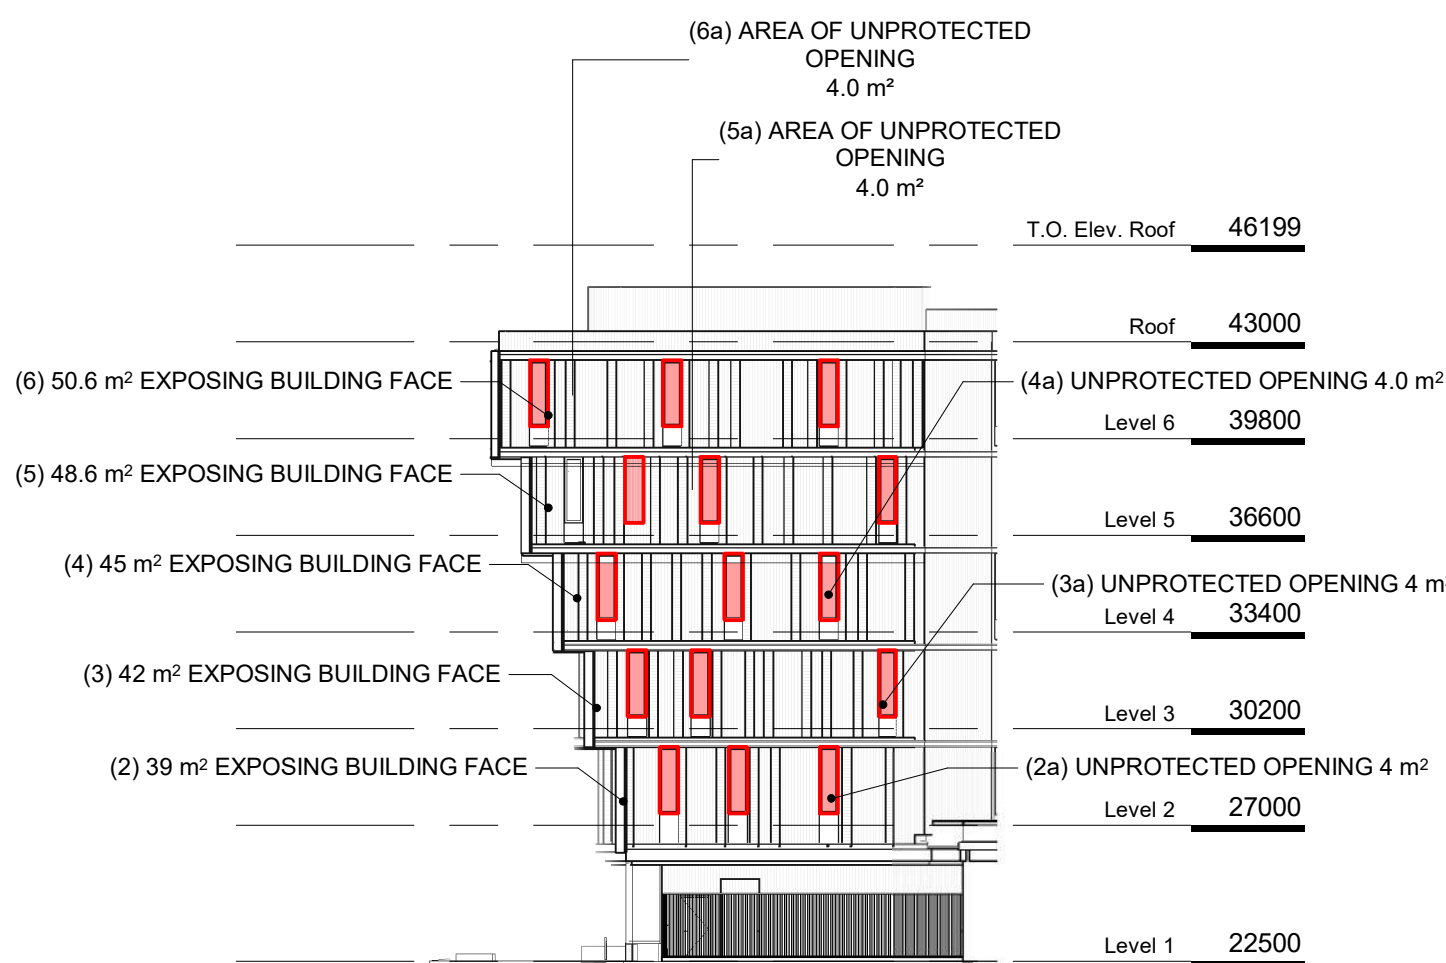 (6a) AREA OF UNPROTECTED
OPENING
4.0 m²
(5a) AREA OF UNPROTECTED
OPENING
4.0 m²
T.O. Elev. Roof 46199
Roof 43000
(6) 50.6 m² EXPOSING BUILDING FACE
(4a) UNPROTECTED OPENING 4.0 m²
Level 6 39800
(5) 48.6 m² EXPOSING BUILDING FACE
Level 5 36600
(4) 45 m² EXPOSING BUILDING FACE
(3a) UNPROTECTED OPENING 4 m²
Level 4 33400
(3) 42 m² EXPOSING BUILDING FACE
Level 3 30200
(2) 39 m² EXPOSING BUILDING FACE
(2a) UNPROTECTED OPENING 4 m²
Level 2 27000
Level 1 22500